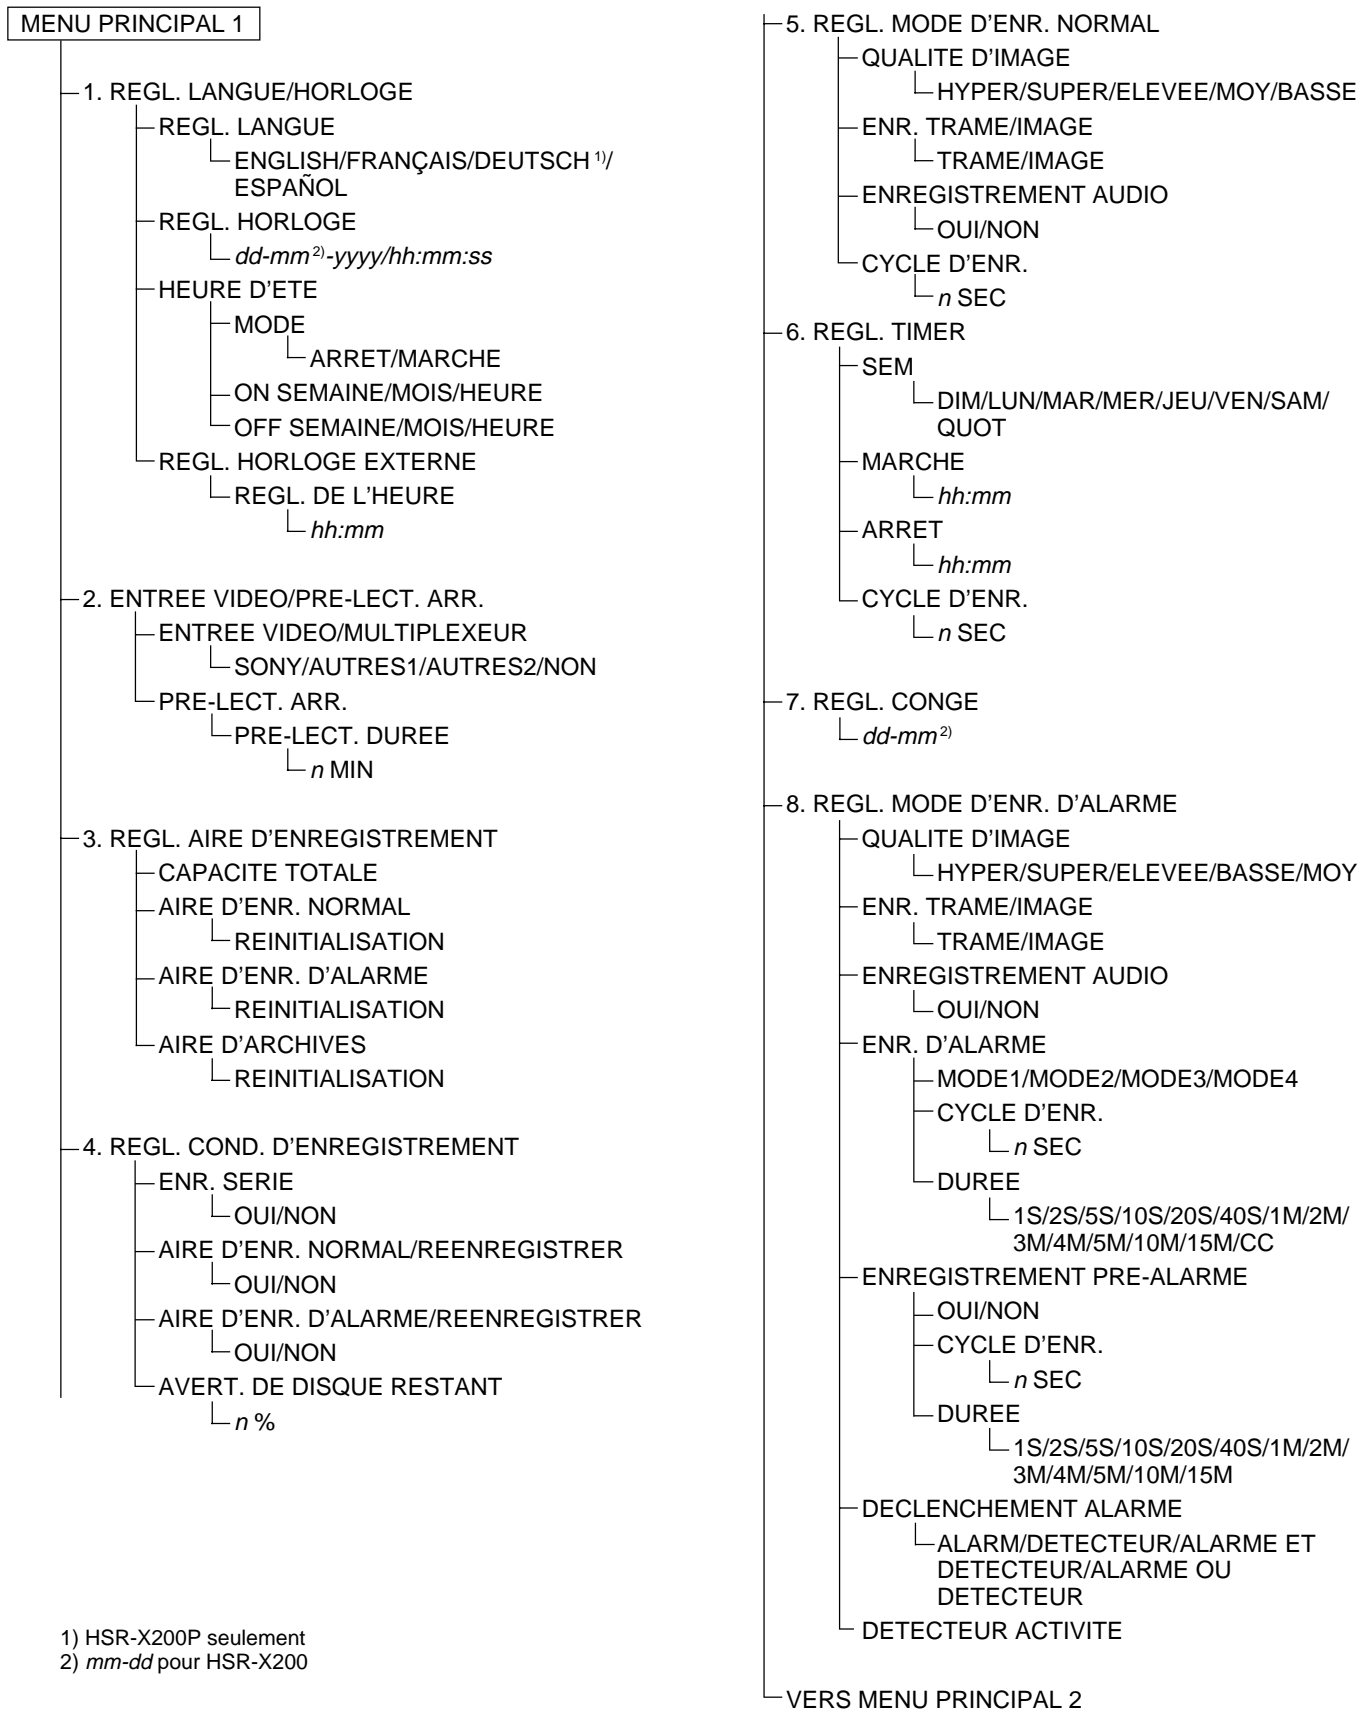 MENU PRINCIPAL 1
1. REGL. LANGUE/HORLOGE
REGL. LANGUE
ENGLISH/FRANÇAIS/DEUTSCH 1)/
ESPAÑOL
REGL. HORLOGE
dd-mm 2)-yyyy/hh:mm:ss
HEURE D'ETE
MODE
ARRET/MARCHE
ON SEMAINE/MOIS/HEURE
OFF SEMAINE/MOIS/HEURE
REGL. HORLOGE EXTERNE
REGL. DE L'HEURE
hh:mm
2. ENTREE VIDEO/PRE-LECT. ARR.
ENTREE VIDEO/MULTIPLEXEUR
SONY/AUTRES1/AUTRES2/NON
PRE-LECT. ARR.
PRE-LECT. DUREE
n MIN
3. REGL. AIRE D'ENREGISTREMENT
CAPACITE TOTALE
AIRE D'ENR. NORMAL
REINITIALISATION
AIRE D'ENR. D'ALARME
REINITIALISATION
AIRE D'ARCHIVES
REINITIALISATION
4. REGL. COND. D'ENREGISTREMENT
ENR. SERIE
OUI/NON
AIRE D'ENR. NORMAL/REENREGISTRER
OUI/NON
AIRE D'ENR. D'ALARME/REENREGISTRER
OUI/NON
AVERT. DE DISQUE RESTANT
n %
1) HSR-X200P seulement
2) mm-dd pour HSR-X200
5. REGL. MODE D'ENR. NORMAL
QUALITE D'IMAGE
HYPER/SUPER/ELEVEE/MOY/BASSE
ENR. TRAME/IMAGE
TRAME/IMAGE
ENREGISTREMENT AUDIO
OUI/NON
CYCLE D'ENR.
n SEC
6. REGL. TIMER
SEM
DIM/LUN/MAR/MER/JEU/VEN/SAM/
QUOT
MARCHE
hh:mm
ARRET
hh:mm
CYCLE D'ENR.
n SEC
7. REGL. CONGE
dd-mm 2)
8. REGL. MODE D'ENR. D'ALARME
QUALITE D'IMAGE
HYPER/SUPER/ELEVEE/BASSE/MOY
ENR. TRAME/IMAGE
TRAME/IMAGE
ENREGISTREMENT AUDIO
OUI/NON
ENR. D'ALARME
MODE1/MODE2/MODE3/MODE4
CYCLE D'ENR.
n SEC
DUREE
1S/2S/5S/10S/20S/40S/1M/2M/
3M/4M/5M/10M/15M/CC
ENREGISTREMENT PRE-ALARME
OUI/NON
CYCLE D'ENR.
n SEC
DUREE
1S/2S/5S/10S/20S/40S/1M/2M/
3M/4M/5M/10M/15M
DECLENCHEMENT ALARME
ALARM/DETECTEUR/ALARME ET
DETECTEUR/ALARME OU
DETECTEUR
DETECTEUR ACTIVITE
VERS MENU PRINCIPAL 2